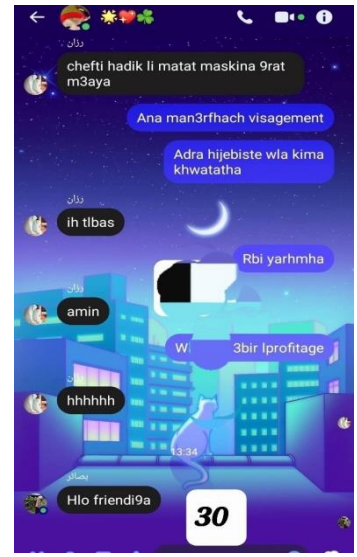 رزان
chefti hadik li matat maskina 9rat
m3aya
Ana man3rfhach visagement
Adra hijebiste wla kima
khwatatha
رزان
ih tlbas
Rbi yarhmha
رزان
amin
W
3bir lprofitage
رزان
hhhhhh
13:34
بصائر
Hlo friendi9a
30